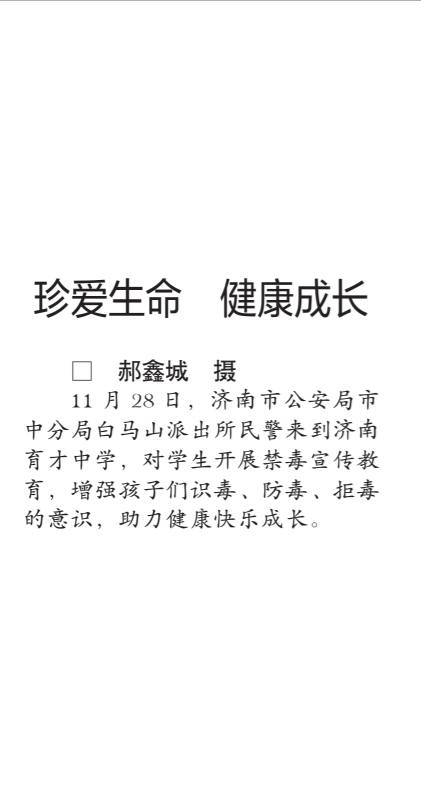 珍爱生命　健康成长
□　郝鑫城　摄
11 月 28 日，济南市公安局市
中分局白马山派出所民警来到济南
育才中学，对学生开展禁毒宣传教
育，增强孩子们识毒、防毒、拒毒
的意识，助力健康快乐成长。